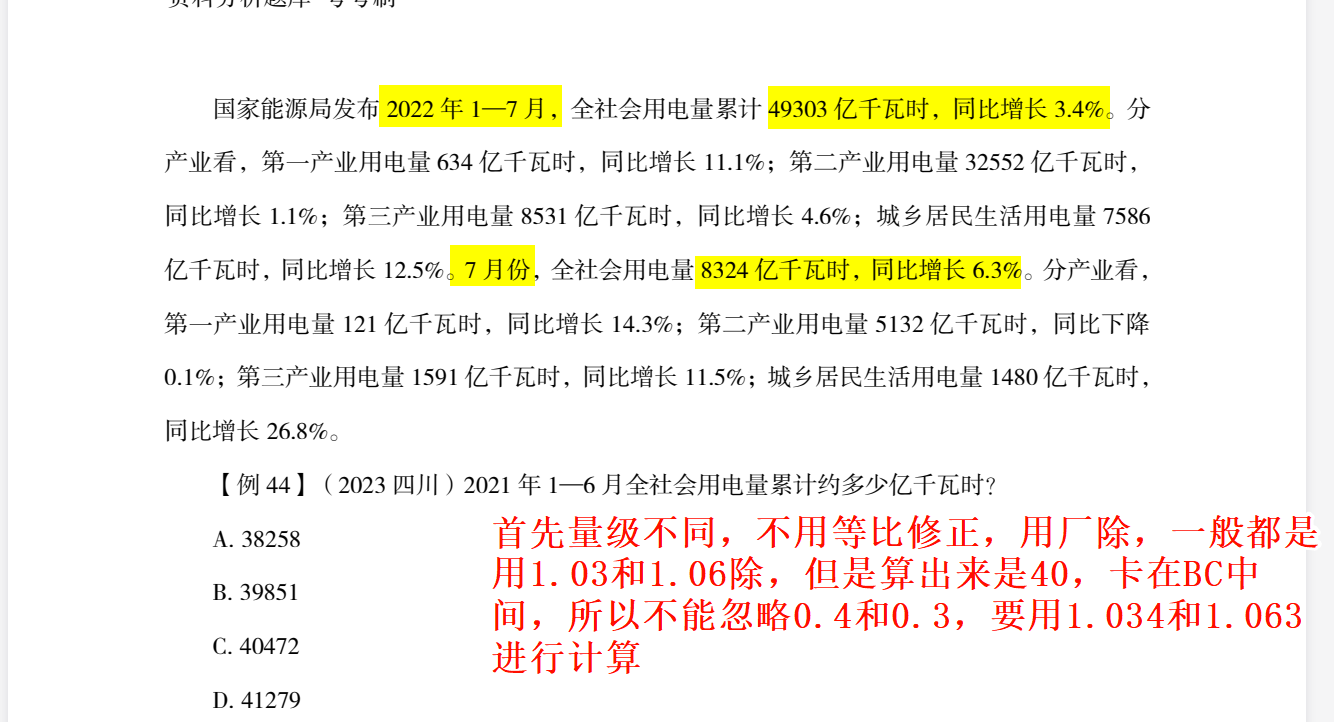 国家能源局发布 2022 年 1—7 月，全社会用电量累计 49303 亿千瓦时，同比增长 3.4%。分
产业看，第一产业用电量 634 亿千瓦时，同比增长 11.1%；第二产业用电量 32552 亿千瓦时，
同比增长 1.1%；第三产业用电量 8531 亿千瓦时，同比增长 4.6%；城乡居民生活用电量 7586
亿千瓦时，同比增长 12.5%。7 月份，全社会用电量 8324 亿千瓦时，同比增长 6.3%。分产业看，
第一产业用电量 121 亿千瓦时，同比增长 14.3%；第二产业用电量 5132 亿千瓦时，同比下降
0.1%；第三产业用电量 1591 亿千瓦时，同比增长 11.5%；城乡居民生活用电量 1480 亿千瓦时，
同比增长 26.8%。
【例 44】（2023 四川）2021 年 1—6 月全社会用电量累计约多少亿千瓦时？
A. 38258
B. 39851
C. 40472
D. 41279
首先量级不同，不用等比修正，用厂除，一般都是
用1.03和1.06除，但是算出来是40，卡在BC中
间，所以不能忽略0.4和0.3，要用1.034和1.063
进行计算